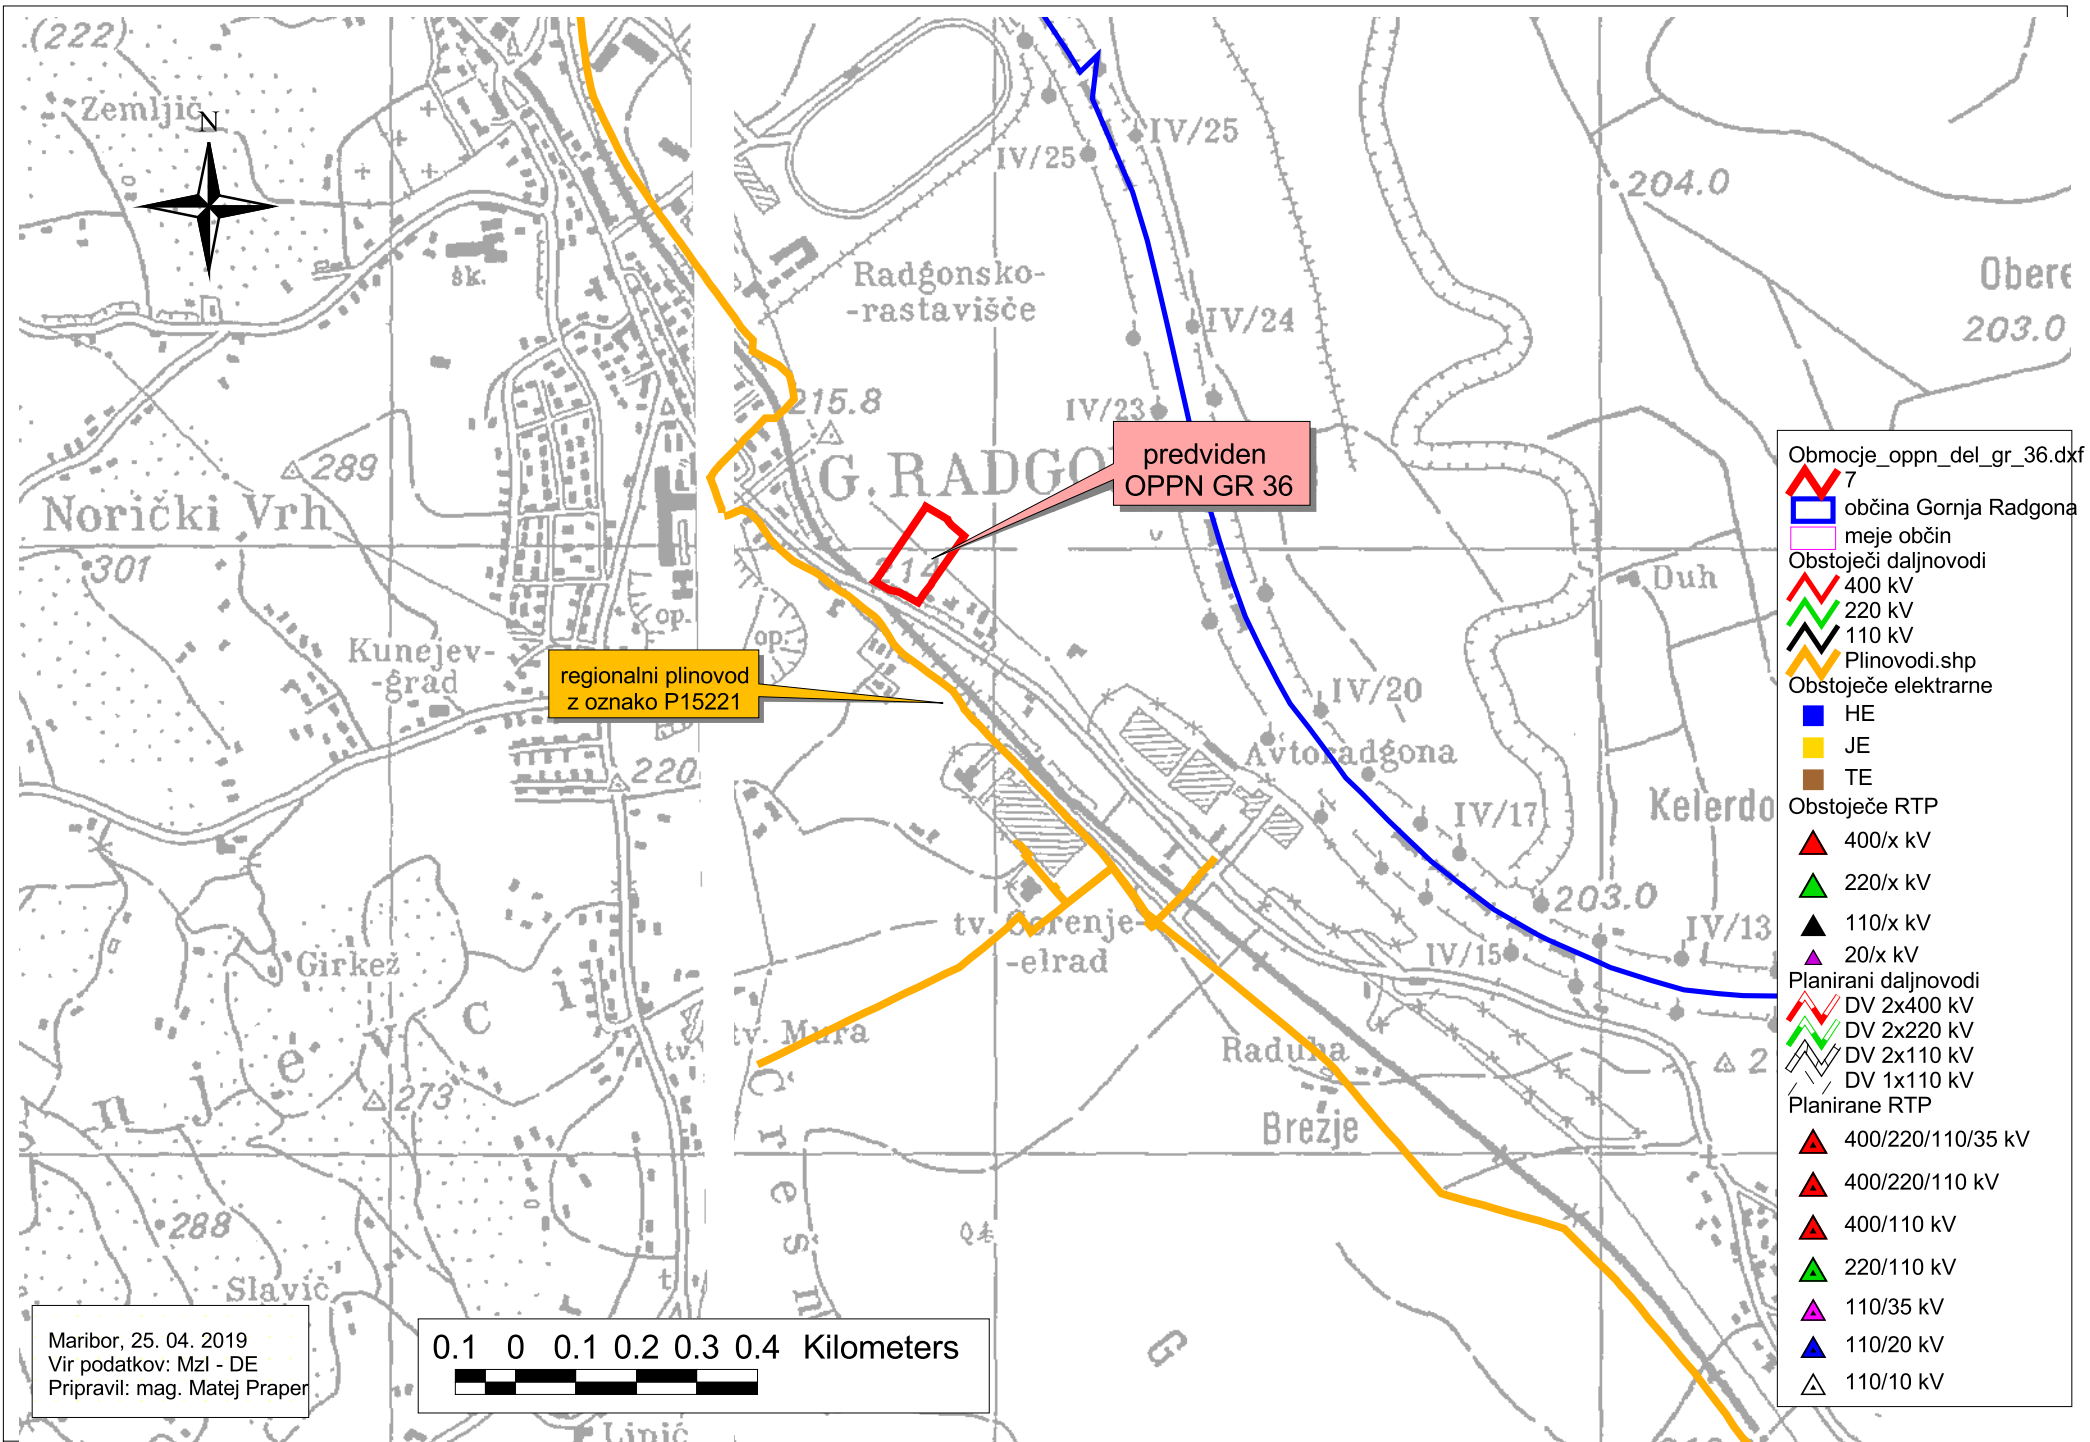 (222)
Zemljič
N
šk.
IV/25
IV/25
204.0
Radgonsko-
-rastavišče
Obere
203.0
IV/24
215.8
IV/23
289
G. RADGO
predviden
OPPN GR 36
Norički Vrh
301
214
Duh
op.
op.
Kunejev-
-grad
regionalni plinovod
z oznako P15221
IV/20
220
Avtoradgona
IV/17
Kelerdo
203.0
IV/13
tv. Gorenje-
-elrad
IV/15
Girkež
tv. Mura
tv.
Raduha
2
273
Brezje
288
Slavič
n j e v c i
Č r e š n
G
Linić
Obmocje_oppn_del_gr_36.dxf
7
občina Gornja Radgona
meje občin
Obstoječi daljnovodi
400 kV
220 kV
110 kV
Plinovodi.shp
Obstoječe elektrarne
HE
JE
TE
Obstoječe RTP
400/x kV
220/x kV
110/x kV
20/x kV
Planirani daljnovodi
DV 2x400 kV
DV 2x220 kV
DV 2x110 kV
DV 1x110 kV
Planirane RTP
400/220/110/35 kV
400/220/110 kV
400/110 kV
220/110 kV
110/35 kV
110/20 kV
110/10 kV
Maribor, 25. 04. 2019
Vir podatkov: MzI - DE
Pripravil: mag. Matej Praper
0.1 0 0.1 0.2 0.3 0.4 Kilometers